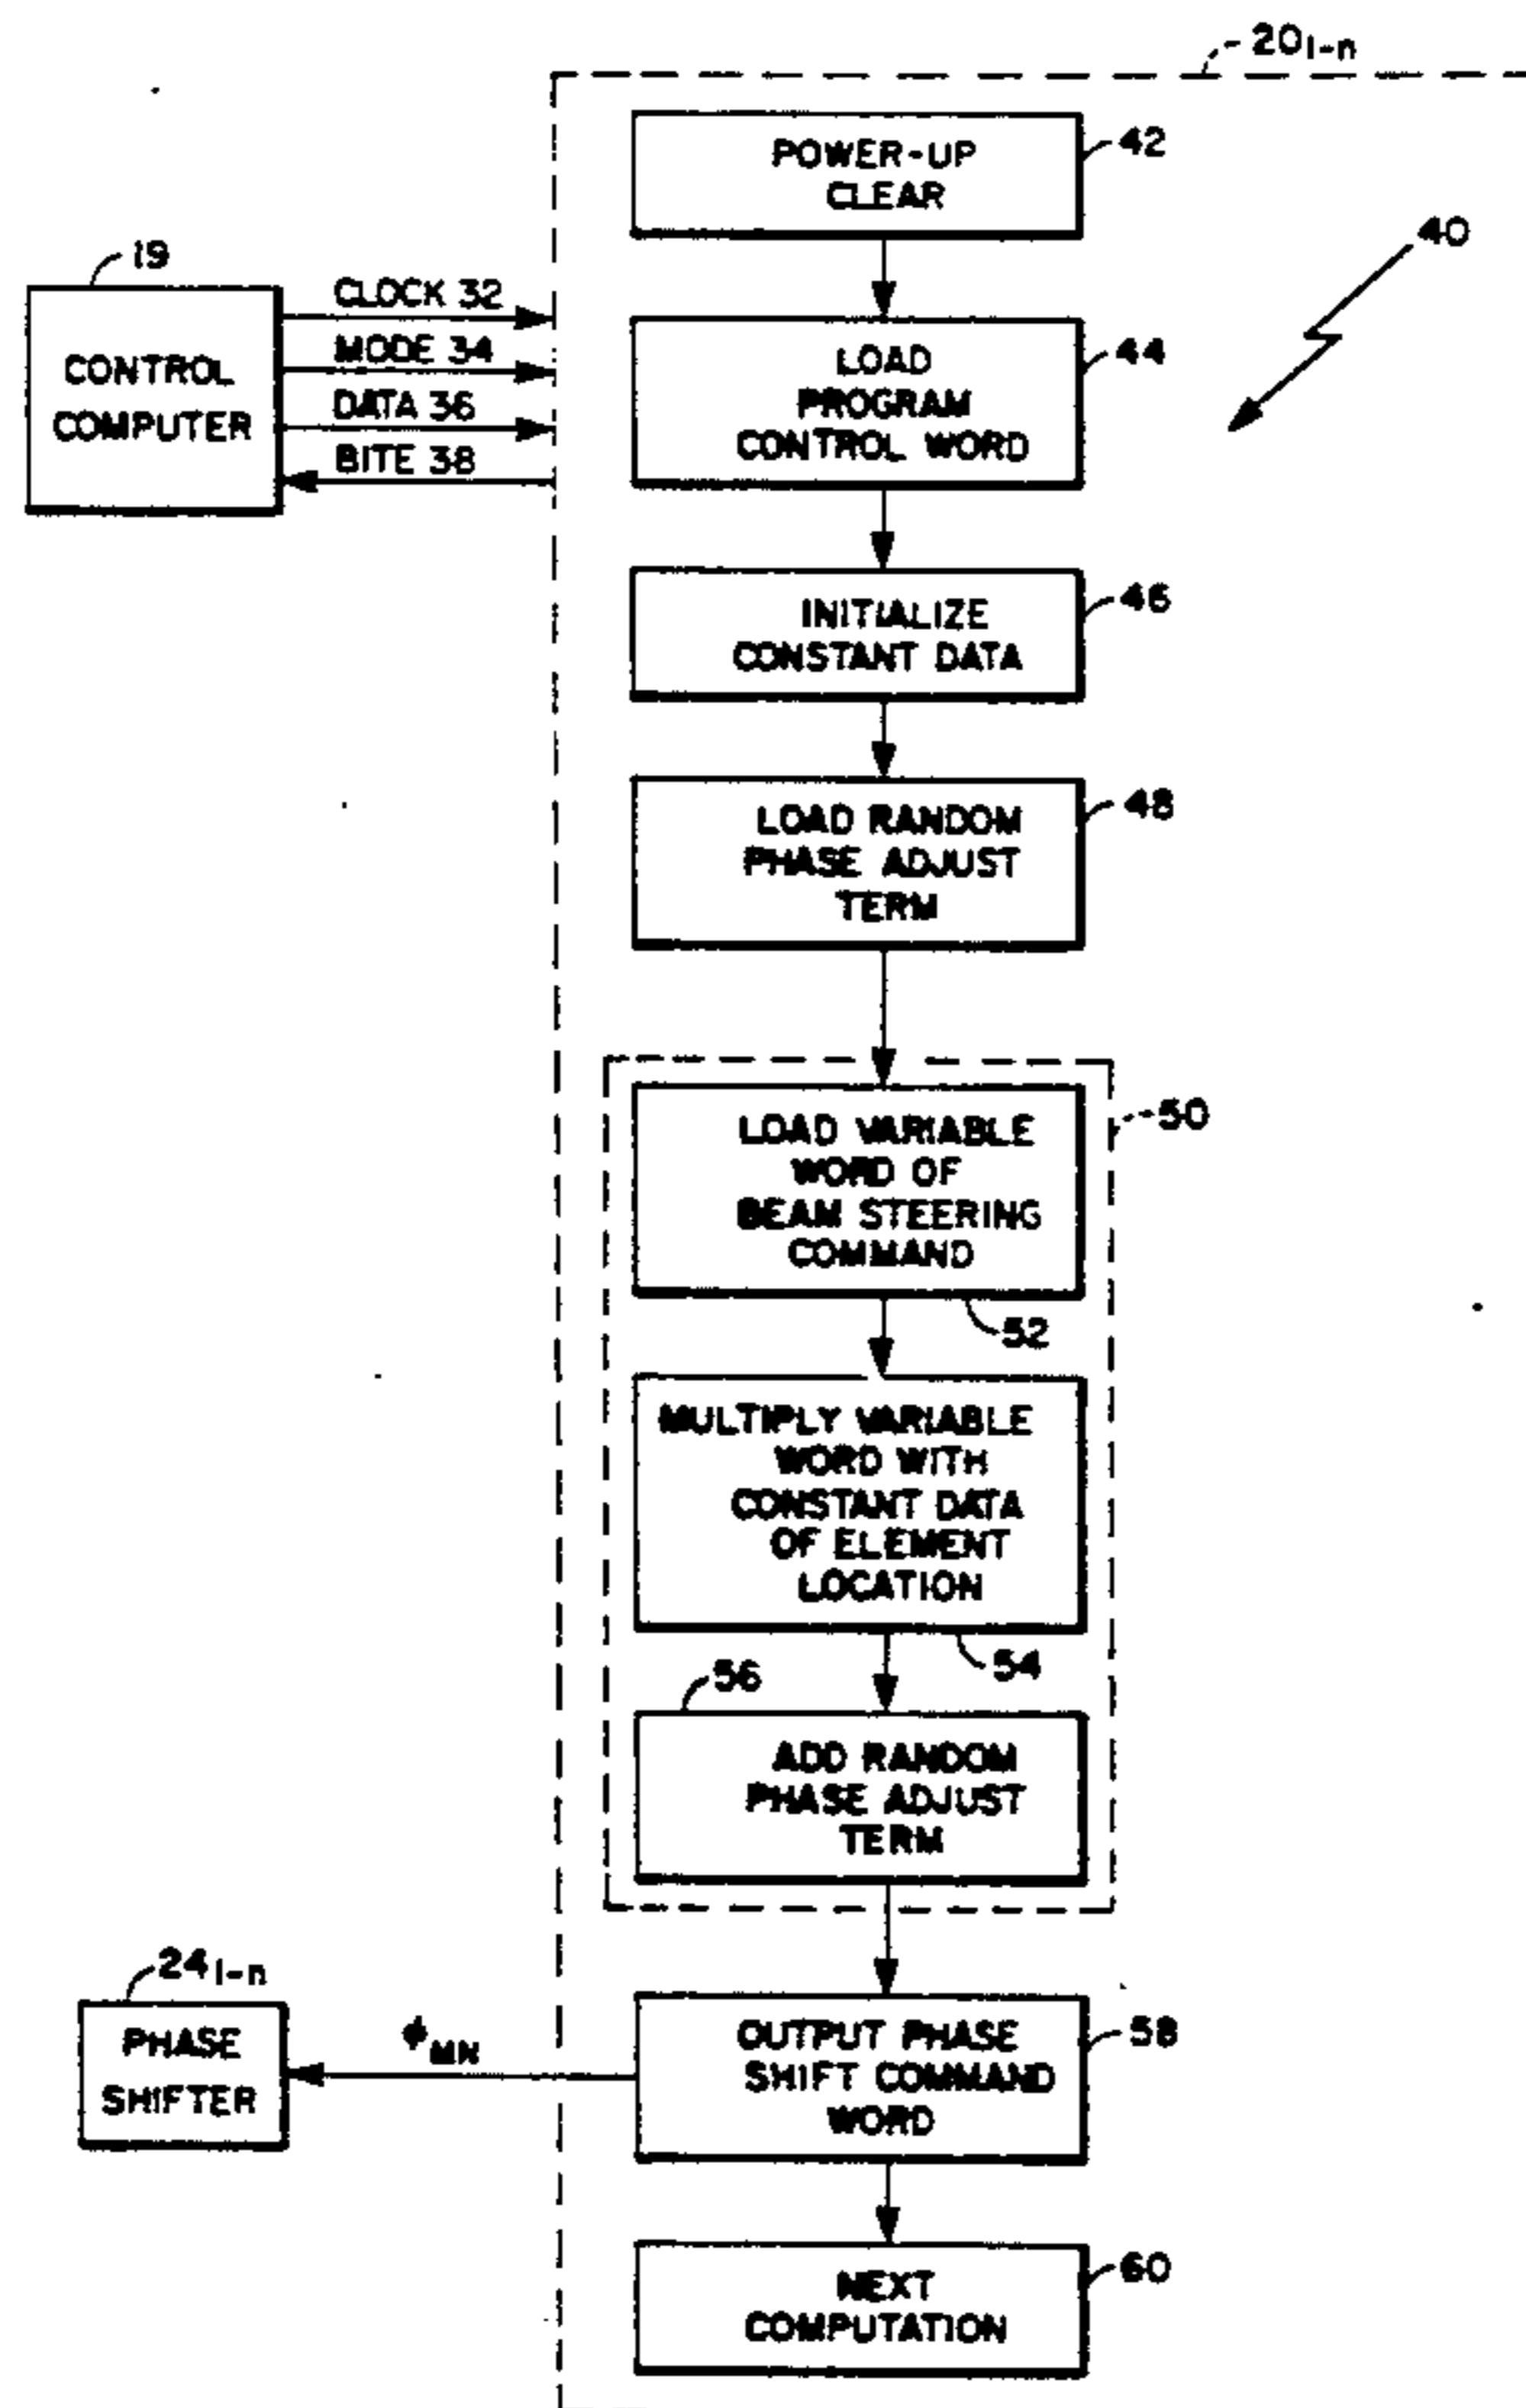 20₁₋ₙ
POWER-UP
CLEAR
42
40
19
CONTROL
COMPUTER
CLOCK 32
MODE 34
DATA 36
BITE 38
LOAD
PROGRAM
CONTROL WORD
44
INITIALIZE
CONSTANT DATA
46
LOAD RANDOM
PHASE ADJUST
TERM
48
50
LOAD VARIABLE
WORD OF
BEAM STEERING
COMMAND
52
MULTIPLY VARIABLE
WORD WITH
CONSTANT DATA
OF ELEMENT
LOCATION
54
56
ADD RANDOM
PHASE ADJUST
TERM
24₁₋ₙ
PHASE
SHIFTER
ϕMN
OUTPUT PHASE
SHIFT COMMAND
WORD
58
NEXT
COMPUTATION
60